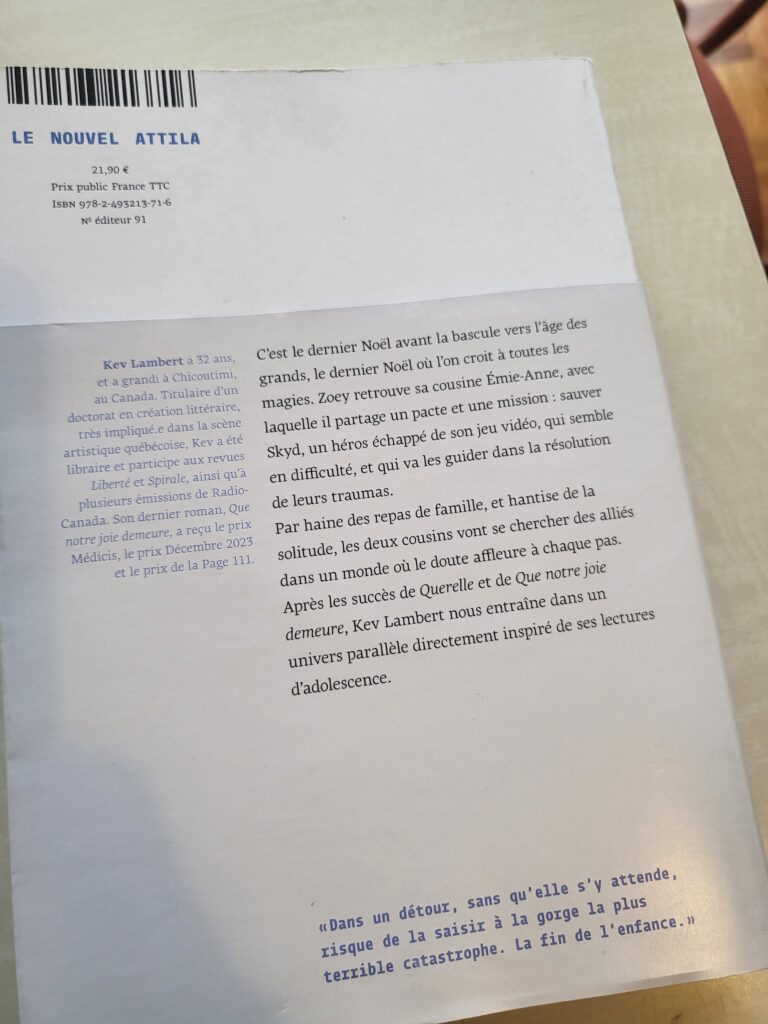 LE NOUVEL ATTILA
21,90 €
Prix public France TTC
ISBN 978-2-493213-71-6
Nº éditeur 91
Kev Lambert a 32 ans,
et a grandi à Chicoutimi,
au Canada. Titulaire d'un
doctorat en création littéraire,
très impliqué.e dans la scène
artistique québécoise, Kev a été
libraire et participe aux revues
Liberté et Spirale, ainsi qu'à
plusieurs émissions de Radio-
Canada. Son dernier roman, Que
notre joie demeure, a reçu le prix
Médicis, le prix Décembre 2023
et le prix de la Page 111.
C'est le dernier Noël avant la bascule vers l'âge des
grands, le dernier Noël où l'on croit à toutes les
magies. Zoey retrouve sa cousine Émie-Anne, avec
laquelle il partage un pacte et une mission : sauver
Skyd, un héros échappé de son jeu vidéo, qui semble
en difficulté, et qui va les guider dans la résolution
de leurs traumas.
Par haine des repas de famille, et hantise de la
solitude, les deux cousins vont se chercher des alliés
dans un monde où le doute affleure à chaque pas.
Après les succès de Querelle et de Que notre joie
demeure, Kev Lambert nous entraîne dans un
univers parallèle directement inspiré de ses lectures
d'adolescence.
«Dans un détour, sans qu'elle s'y attende,
risque de la saisir à la gorge la plus
terrible catastrophe. La fin de l'enfance.»